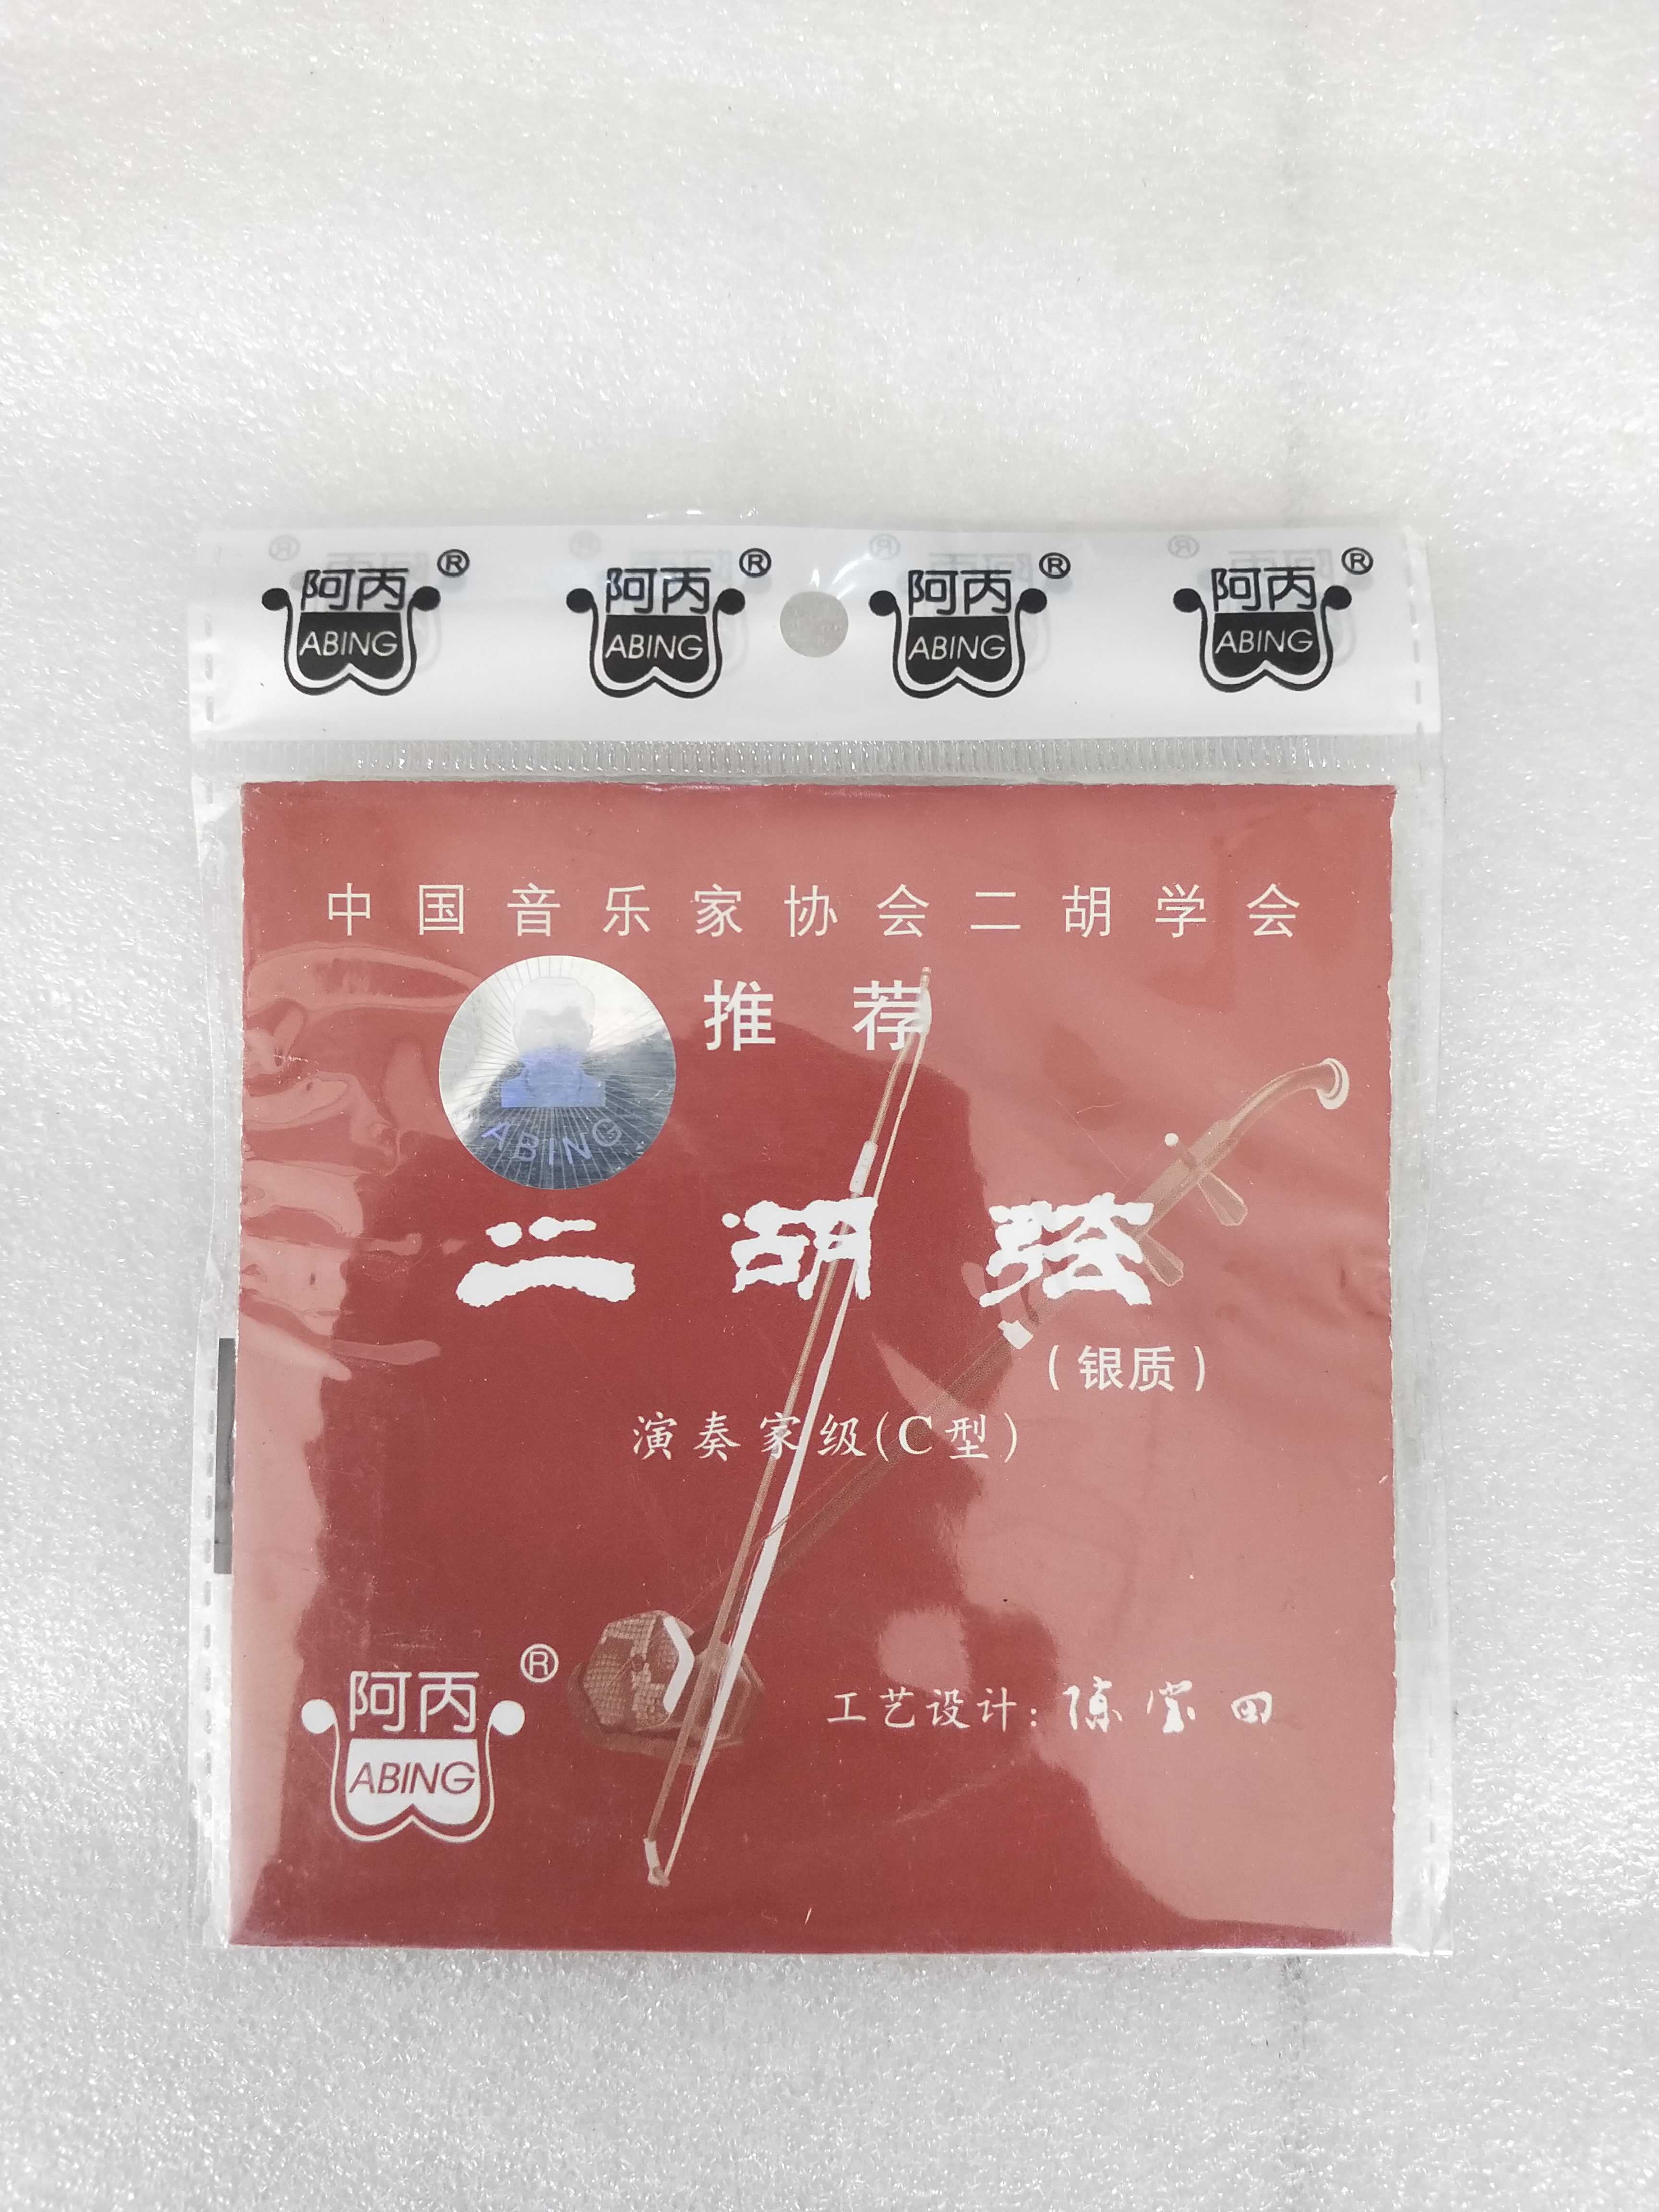 阿丙® 阿丙® 阿丙® 阿丙®
ABING ABING ABING ABING
中国音乐家协会二胡学会
推荐
ABING
二胡弦
(银质)
演奏家级(C型)
阿丙®
ABING
工艺设计: